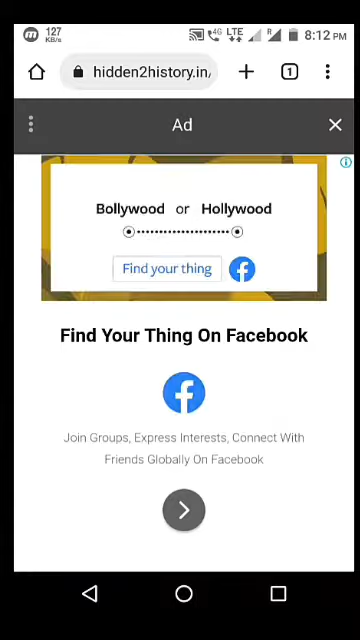 127
KB/s
4G
LTE
R
8:12 PM
hidden2history.in/
1
Ad
Bollywood or Hollywood
Find your thing
Find Your Thing On Facebook
Join Groups, Express Interests, Connect With
Friends Globally On Facebook